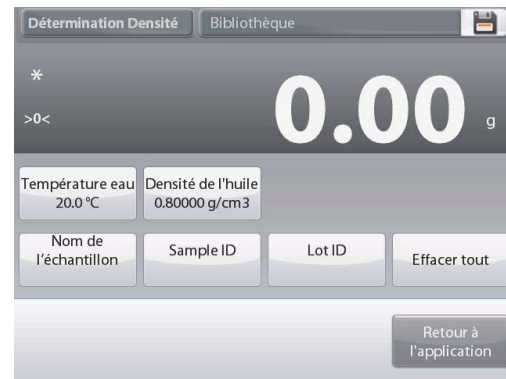 Détermination Densité Bibliothèque
*
>0< 0.00 g
Température eau
20.0 °C
Densité de l'huile
0.80000 g/cm3
Nom de
l'échantillon
Sample ID
Lot ID
Effacer tout
Retour à
l'application